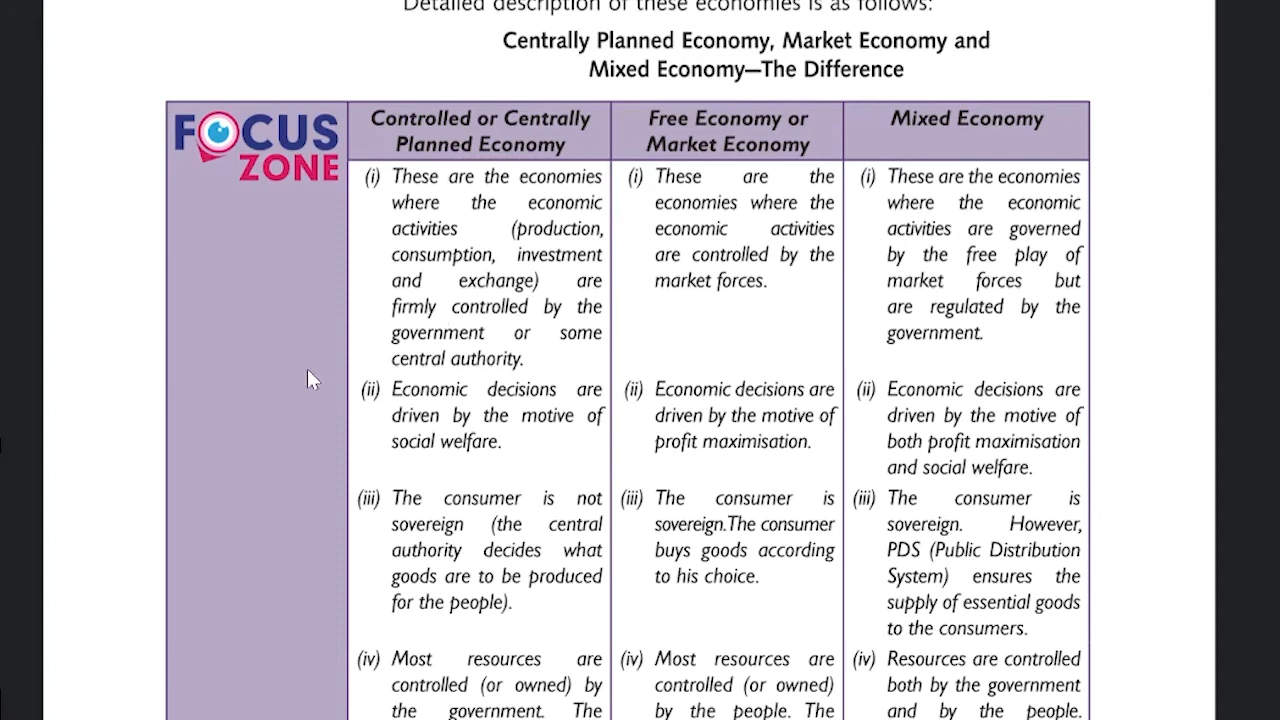 Detailed description of these economies is as follows:
Centrally Planned Economy, Market Economy and
Mixed Economy—The Difference
FOCUS
ZONE
Controlled or Centrally
Planned Economy
(i) These are the economies
where the economic
activities (production,
consumption, investment
and exchange) are
firmly controlled by the
government or some
central authority.
(ii) Economic decisions are
driven by the motive of
social welfare.
(iii) The consumer is not
sovereign (the central
authority decides what
goods are to be produced
for the people).
(iv) Most resources are
controlled (or owned) by
the government. The
Free Economy or
Market Economy
(i) These are the
economies where the
economic activities
are controlled by the
market forces.
(ii) Economic decisions are
driven by the motive of
profit maximisation.
(iii) The consumer is
sovereign.The consumer
buys goods according
to his choice.
(iv) Most resources are
controlled (or owned)
by the people. The
Mixed Economy
(i) These are the economies
where the economic
activities are governed
by the free play of
market forces but
are regulated by the
government.
(ii) Economic decisions are
driven by the motive of
both profit maximisation
and social welfare.
(iii) The consumer is
sovereign. However,
PDS (Public Distribution
System) ensures the
supply of essential goods
to the consumers.
(iv) Resources are controlled
both by the government
and by the people.